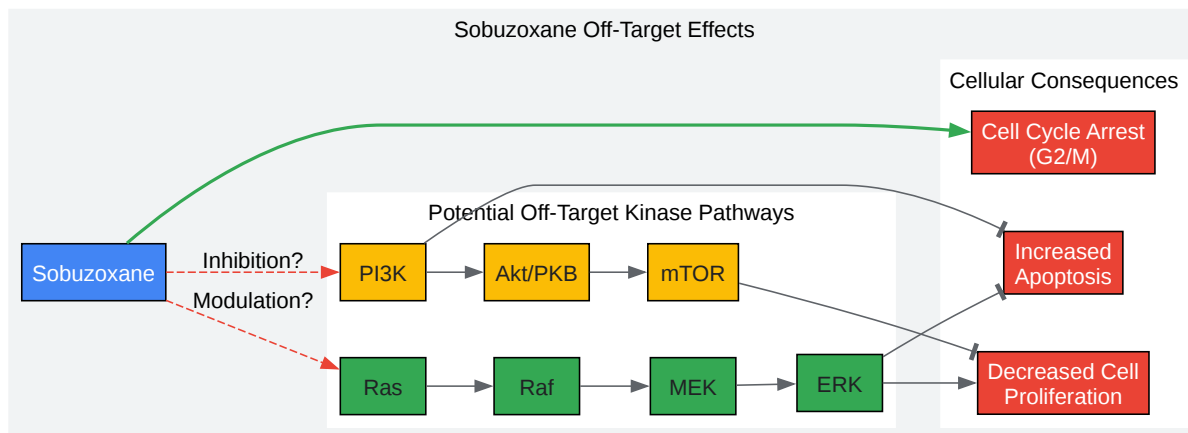 Sobuzoxane Off-Target Effects
Cellular Consequences
Cell Cycle Arrest
(G2/M)
Potential Off-Target Kinase Pathways
Sobuzoxane
Inhibition?
Modulation?
PI3K
Akt/PKB
mTOR
Increased
Apoptosis
Ras
Raf
MEK
ERK
Decreased Cell
Proliferation